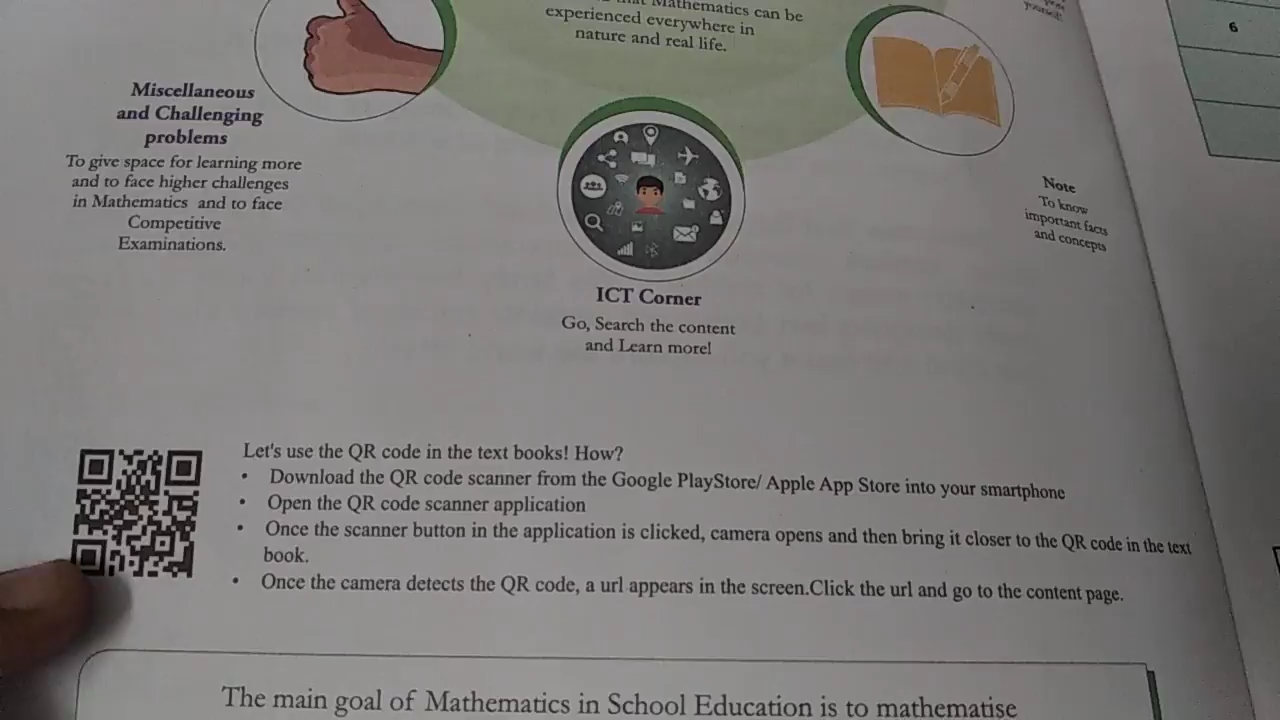 Mathematics can be
experienced everywhere in
nature and real life.
6
Miscellaneous
and Challenging
problems
To give space for learning more
and to face higher challenges
in Mathematics and to face
Competitive
Examinations.
Note
To know
important facts
and concepts
ICT Corner
Go, Search the content
and Learn more!
Let's use the QR code in the text books! How?
• Download the QR code scanner from the Google PlayStore/ Apple App Store into your smartphone
• Open the QR code scanner application
• Once the scanner button in the application is clicked, camera opens and then bring it closer to the QR code in the text
book.
• Once the camera detects the QR code, a url appears in the screen.Click the url and go to the content page.
The main goal of Mathematics in School Education is to mathematise